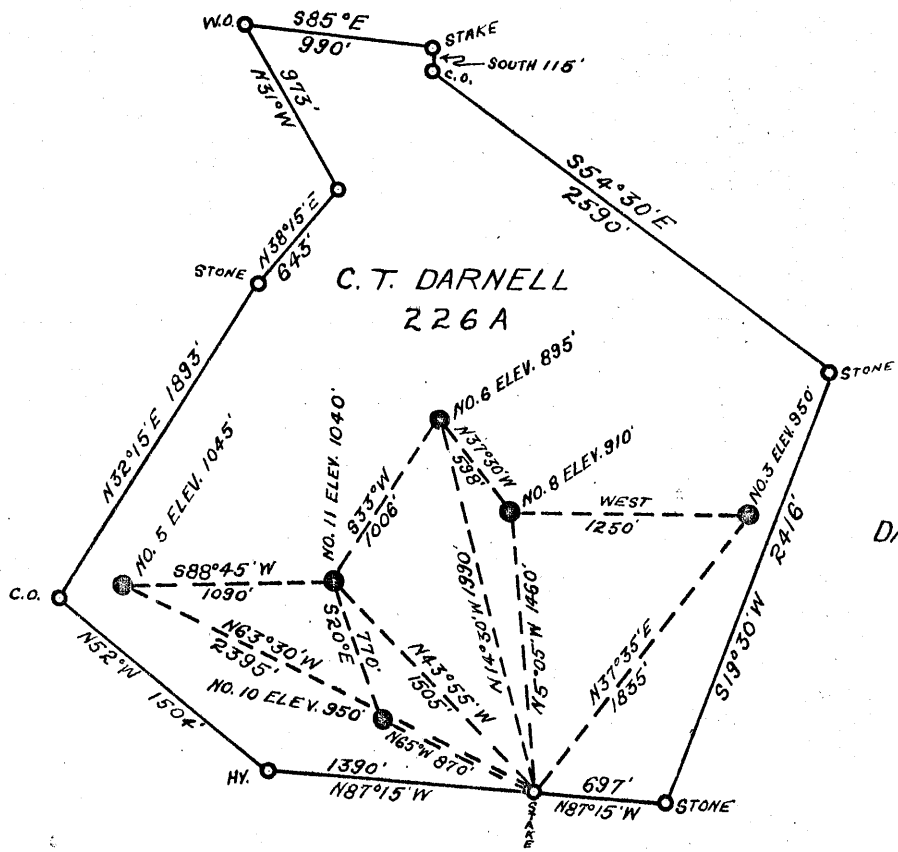 W.O.
S85°E
990'
STAKE
SOUTH 115'
C.O.
973'
N31°W
S54°30'E
2590'
N38°15'E
643'
STONE
C. T. DARNELL
226 A
STONE
N32°15'E 1893'
NO. 5 ELEV. 1045'
NO. 11 ELEV. 1040'
NO. 6 ELEV. 895'
N37°30'W
598'
NO. 8 ELEV. 910'
NO. 3 ELEV. 950'
S33°W
1006'
WEST
1250'
2416'
S19°30'W
C.O.
S88°45'W
1090'
N63°30'W
2395'
S20°E
770'
N43°55'W
1505'
N14°30'W 1690'
N5°05'W 1460'
N37°35'E
1835'
N52°W 1504'
NO. 10 ELEV. 950'
N65°W 870'
HY.
1390'
N87°15'W
STAKE
697'
N87°15'W
STONE